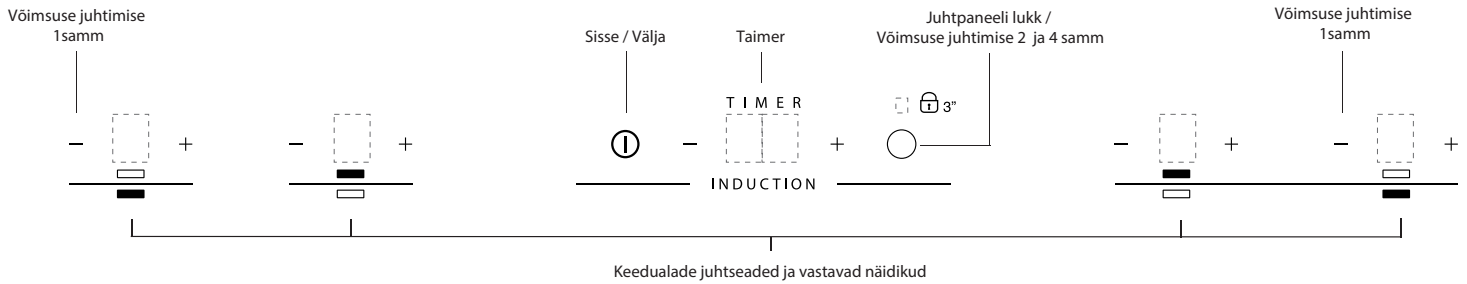 Võimsuse juhtimise
1samm
Sisse / Välja
Taimer
Juhtpaneeli lukk /
Võimsuse juhtimise 2 ja 4 samm
Võimsuse juhtimise
1samm
TIMER
3”
- + - + - + - + - +
INDUCTION
Keedualade juhtseaded ja vastavad näidikud